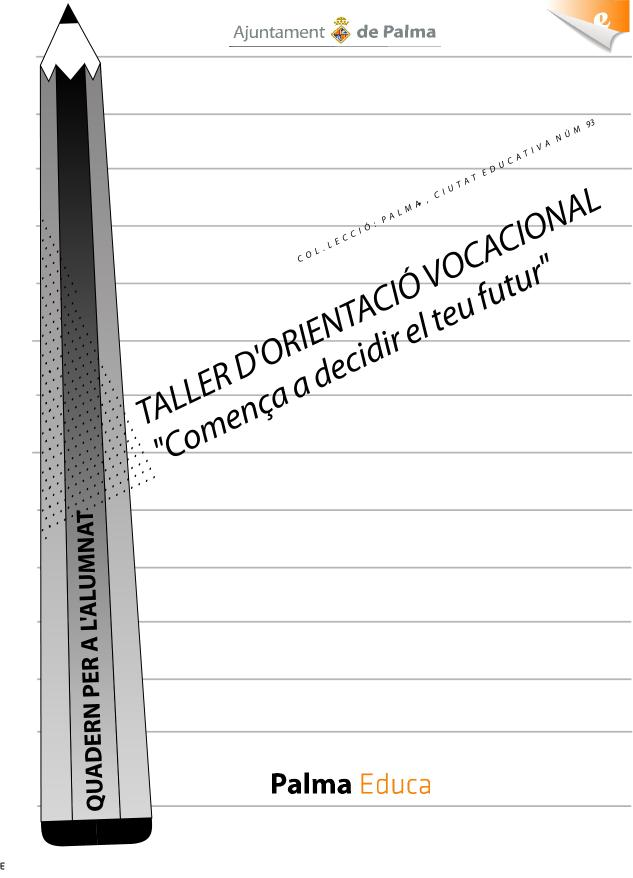 Ajuntament de Palma
e
COL.LECCIÓ: PALMA, CIUTAT EDUCATIVA NÚM 93
TALLER D'ORIENTACIÓ VOCACIONAL
"Comença a decidir el teu futur"
QUADERN PER A L'ALUMNAT
Palma Educa
E